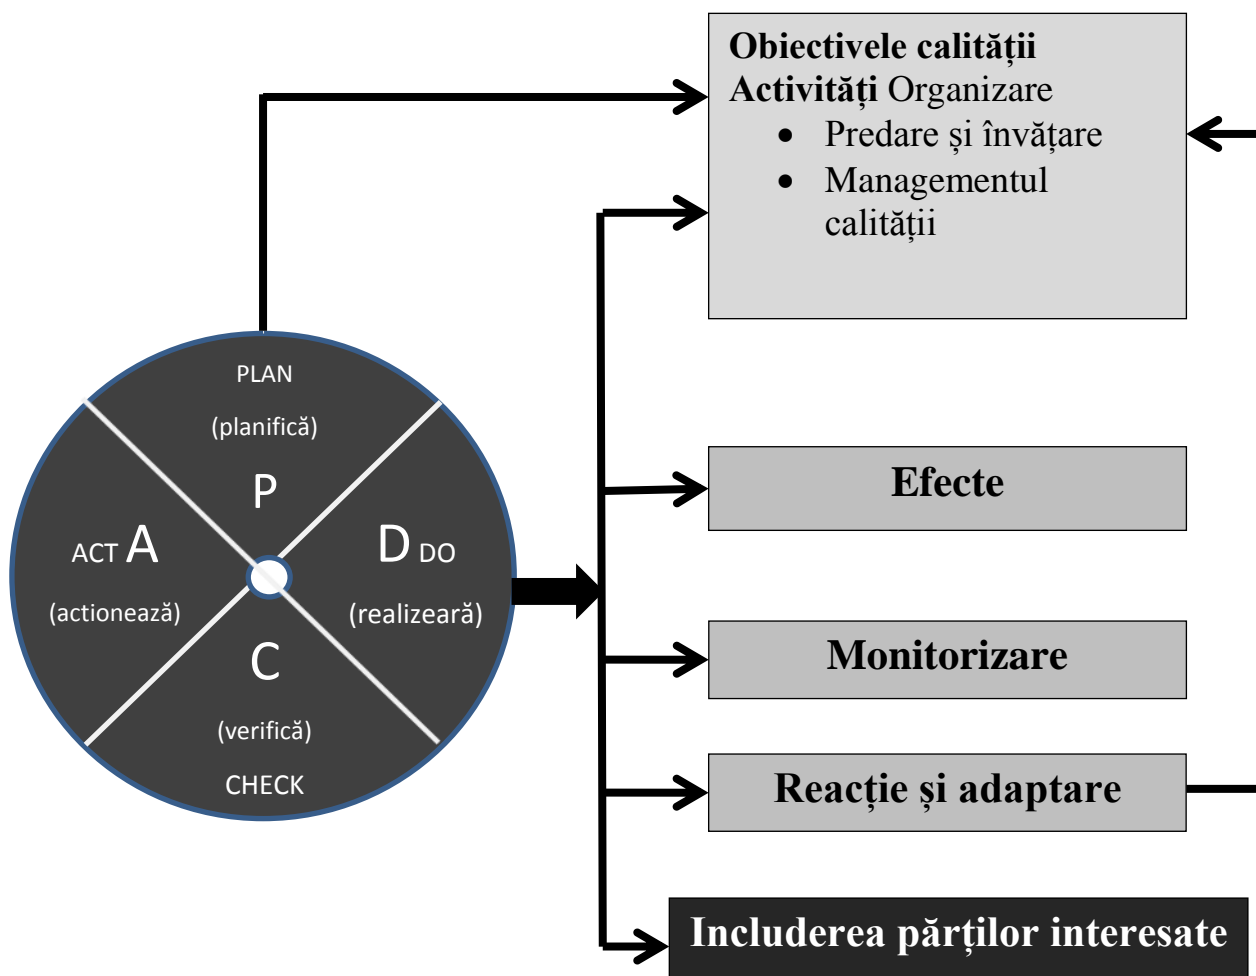 Obiectivele calității
Activități Organizare
• Predare și învățare
• Managementul
calității
PLAN
(planifică)
P
ACT A
(actionează)
D DO
(realizeară)
C
(verifică)
CHECK
Efecte
Monitorizare
Reacție și adaptare
Includerea părților interesate